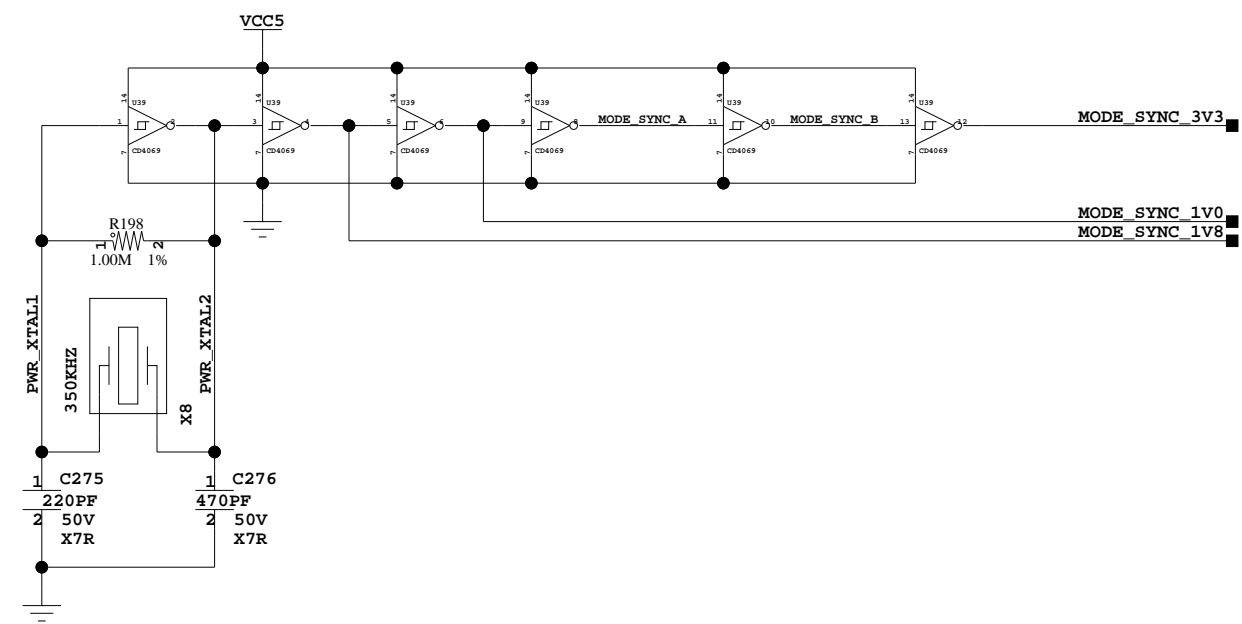 VCC5
14 U39 1 2 7 CD4069
14 U39 3 4 7 CD4069
14 U39 5 6 7 CD4069
14 U39 9 8 7 CD4069
MODE_SYNC_A
14 U39 11 10 7 CD4069
MODE_SYNC_B
14 U39 13 12 7 CD4069
MODE_SYNC_3V3
MODE_SYNC_1V0
MODE_SYNC_1V8
R198
1 2
1.00M 1%
PWR_XTAL1
350KHZ
X8
PWR_XTAL2
1 C275
220PF
2 50V
X7R
1 C276
470PF
2 50V
X7R